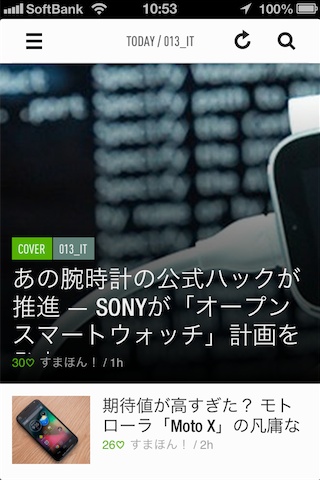 SoftBank 10:53 100%
TODAY / 013_IT
COVER 013_IT
あの腕時計の公式ハックが
推進 — SONYが「オープン
スマートウォッチ」計画を
30♡ すまほん! / 1h
期待値が高すぎた? モト
ローラ「Moto X」の凡庸な
26♡ すまほん! / 2h